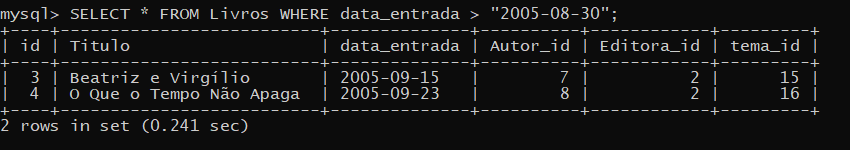 mysql> SELECT * FROM Livros WHERE data_entrada > "2005-08-30";
+----+-----------------------+--------------+----------+------------+---------+
| id | Titulo                | data_entrada | Autor_id | Editora_id | tema_id |
+----+-----------------------+--------------+----------+------------+---------+
|  3 | Beatriz e Virgílio    | 2005-09-15   |        7 |          2 |      15 |
|  4 | O Que o Tempo Não Apaga | 2005-09-23   |        8 |          2 |      16 |
+----+-----------------------+--------------+----------+------------+---------+
2 rows in set (0.241 sec)